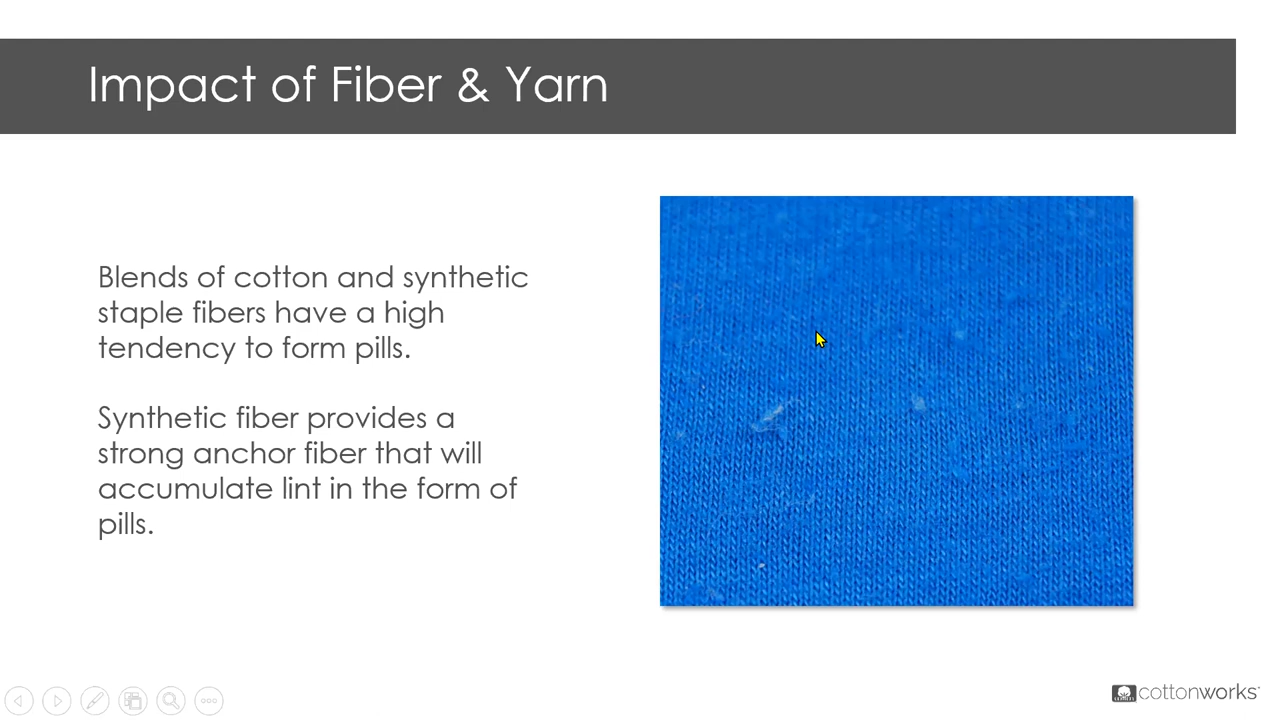 Impact of Fiber & Yarn
Blends of cotton and synthetic
staple fibers have a high
tendency to form pills.
Synthetic fiber provides a
strong anchor fiber that will
accumulate lint in the form of
pills.
cottonworks